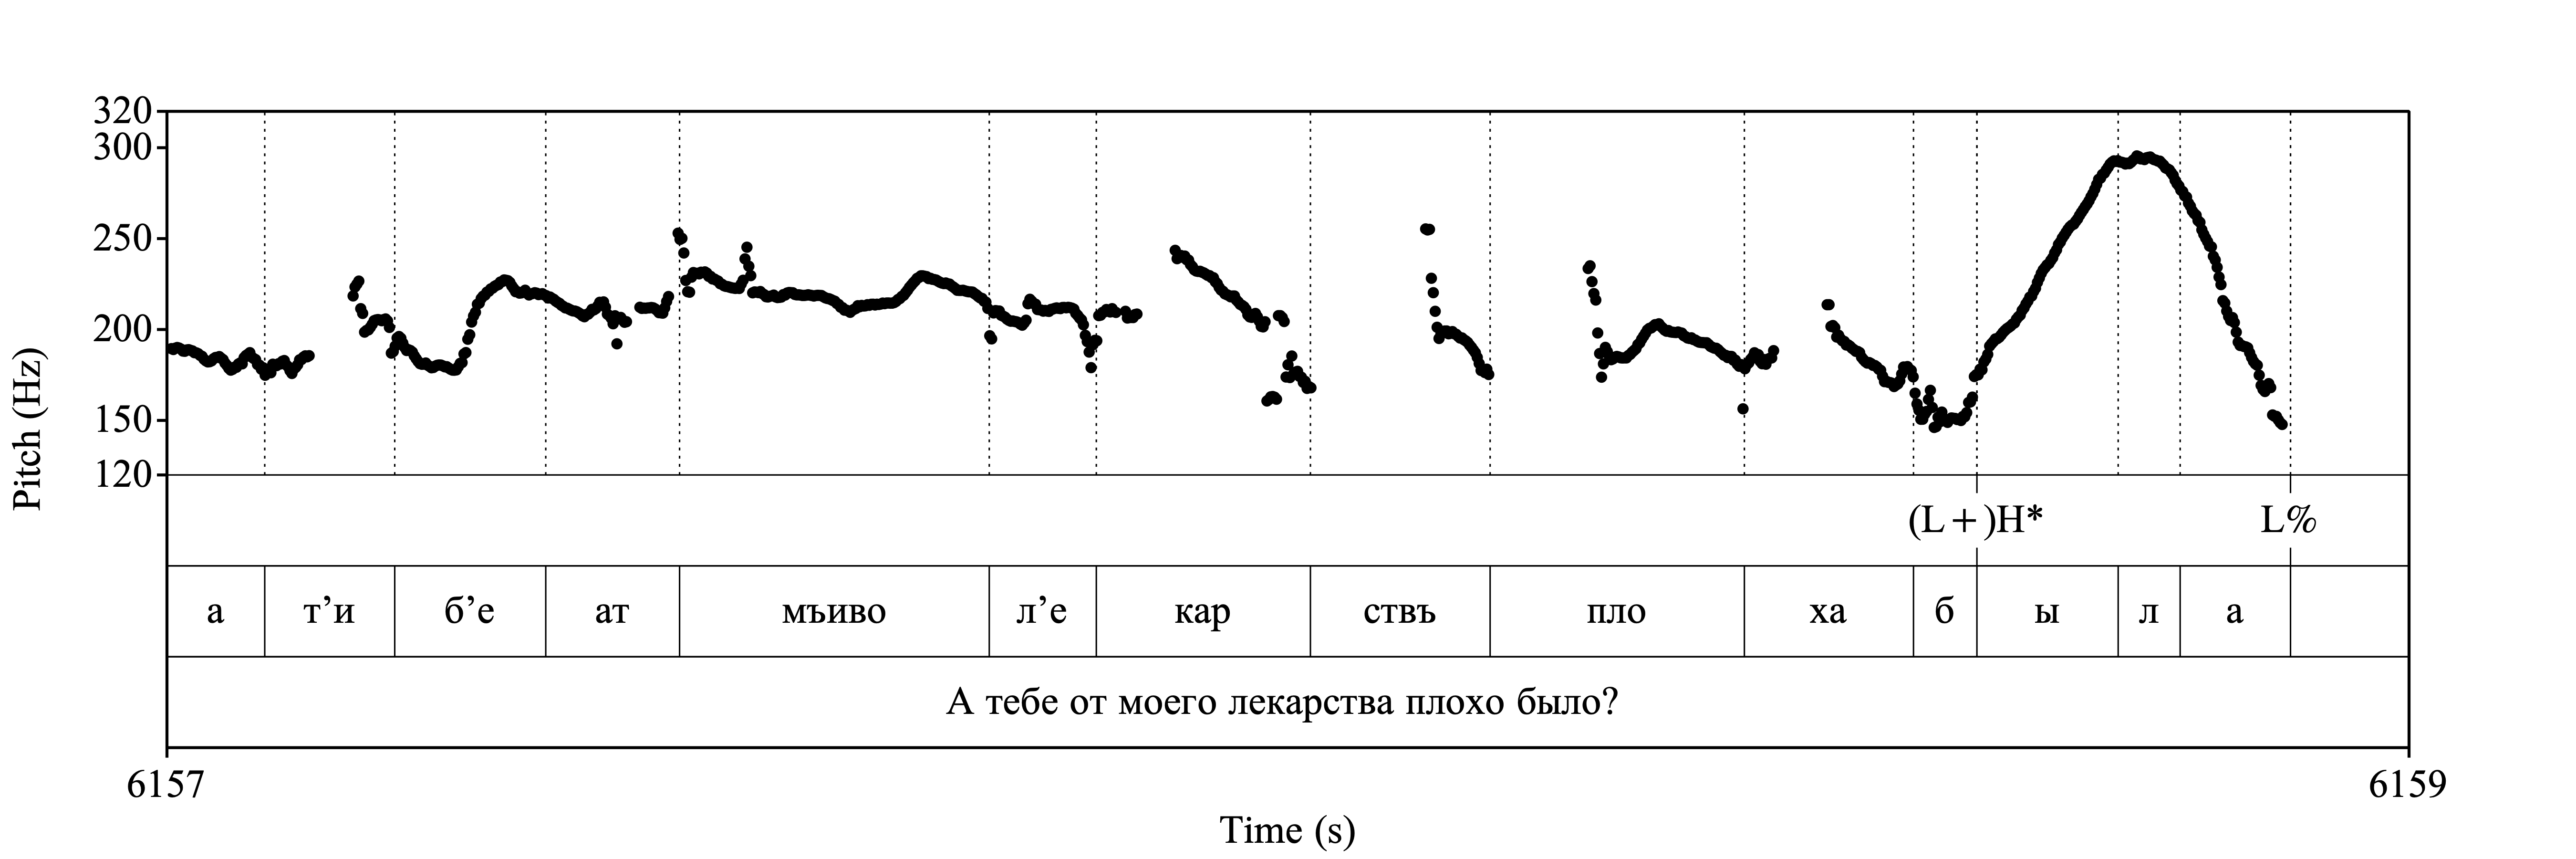 320
300
250
200
150
120
Pitch (Hz)
(L+)H* L%
а т’и б’е ат мъиво л’е кар ствъ пло ха б ы л а
А тебе от моего лекарства плохо было?
6157 6159
Time (s)